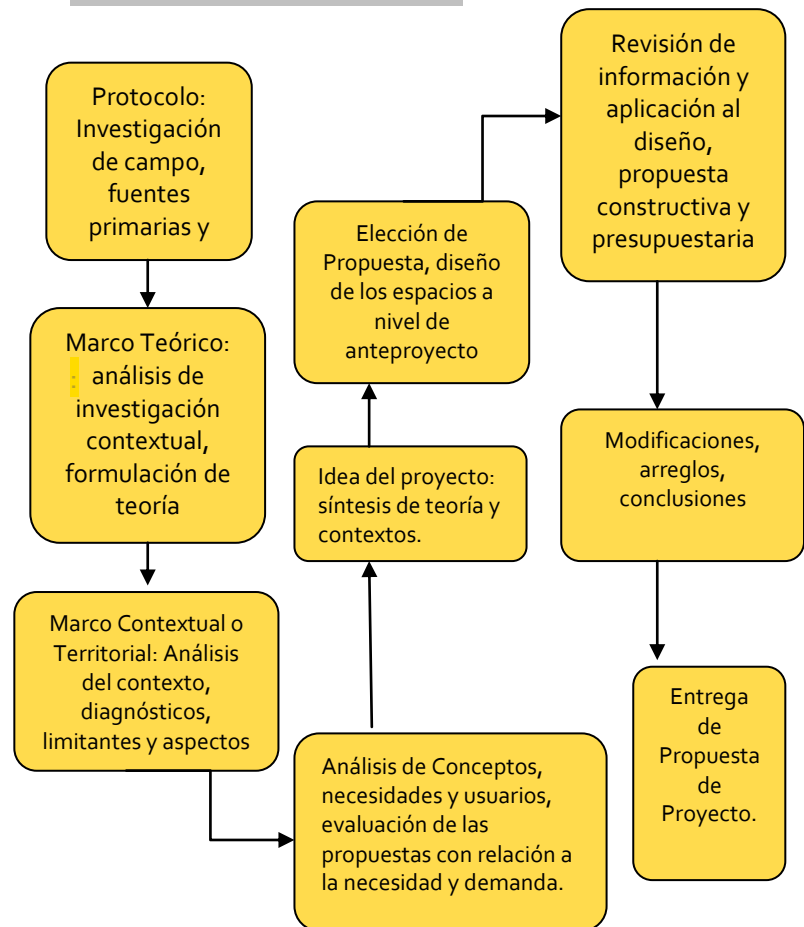 Protocolo:
Investigación
de campo,
fuentes
primarias y
Marco Teórico:
: análisis de
investigación
contextual,
formulación de
teoría
Marco Contextual o
Territorial: Análisis
del contexto,
diagnósticos,
limitantes y aspectos
Análisis de Conceptos,
necesidades y usuarios,
evaluación de las
propuestas con relación a
la necesidad y demanda.
Idea del proyecto:
síntesis de teoría y
contextos.
Elección de
Propuesta, diseño
de los espacios a
nivel de
anteproyecto
Revisión de
información y
aplicación al
diseño,
propuesta
constructiva y
presupuestaria
Modificaciones,
arreglos,
conclusiones
Entrega
de
Propuesta
de
Proyecto.